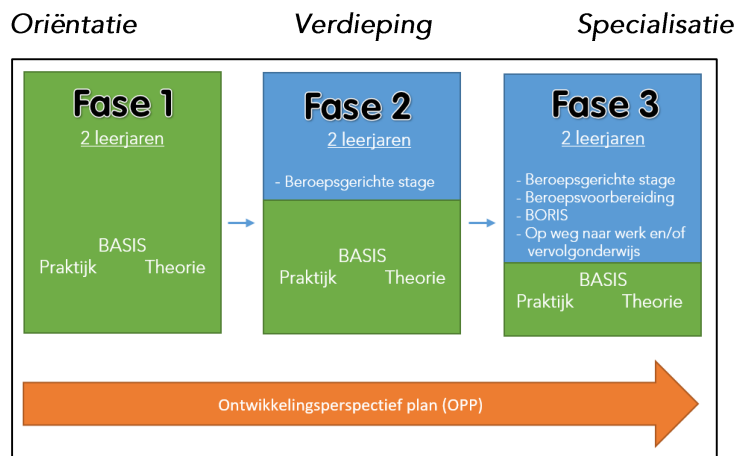 Oriëntatie
Verdieping
Specialisatie
Fase 1
2 leerjaren
BASIS
Praktijk Theorie
Fase 2
2 leerjaren
- Beroepsgerichte stage
BASIS
Praktijk Theorie
Fase 3
2 leerjaren
- Beroepsgerichte stage
- Beroepsvoorbereiding
- BORIS
- Op weg naar werk en/of
vervolgonderwijs
BASIS
Praktijk Theorie
Ontwikkelingsperspectief plan (OPP)